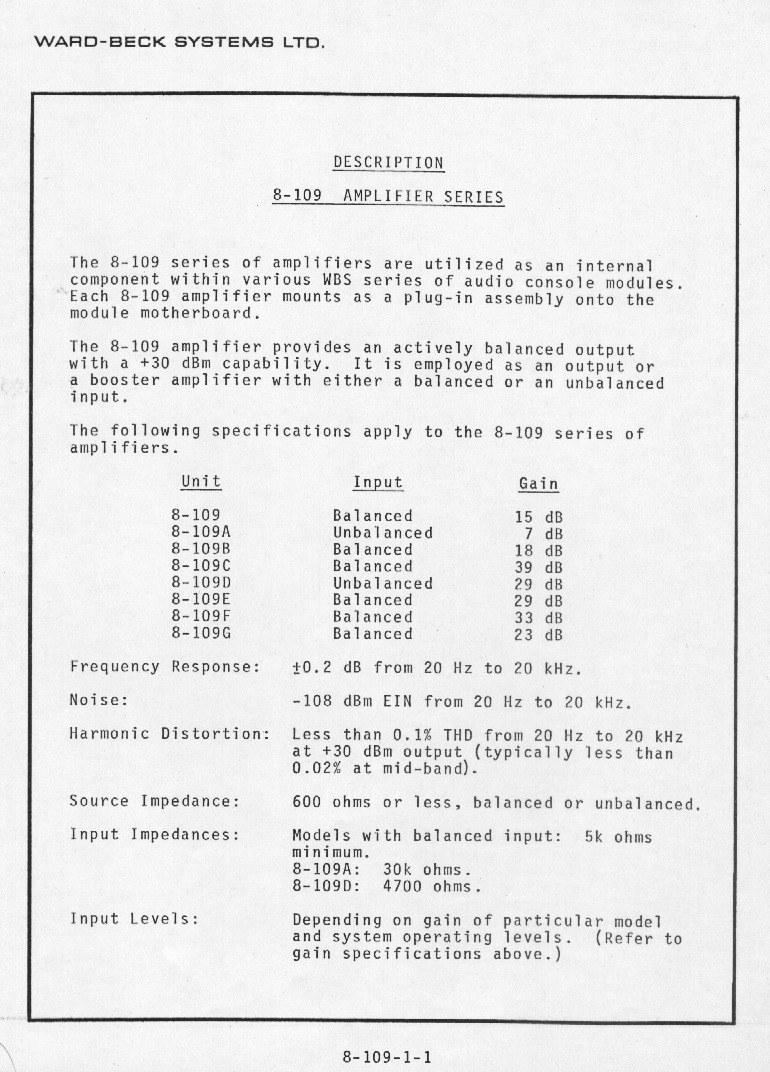 WARD-BECK SYSTEMS LTD.
DESCRIPTION
8-109 AMPLIFIER SERIES
The 8-109 series of amplifiers are utilized as an internal
component within various WBS series of audio console modules.
Each 8-109 amplifier mounts as a plug-in assembly onto the
module motherboard.
The 8-109 amplifier provides an actively balanced output
with a +30 dBm capability. It is employed as an output or
a booster amplifier with either a balanced or an unbalanced
input.
The following specifications apply to the 8-109 series of
amplifiers.
Unit Input Gain
8-109 Balanced 15 dB
8-109A Unbalanced 7 dB
8-109B Balanced 18 dB
8-109C Balanced 39 dB
8-109D Unbalanced 29 dB
8-109E Balanced 29 dB
8-109F Balanced 33 dB
8-109G Balanced 23 dB
Frequency Response: ±0.2 dB from 20 Hz to 20 kHz.
Noise: -108 dBm EIN from 20 Hz to 20 kHz.
Harmonic Distortion: Less than 0.1% THD from 20 Hz to 20 kHz
at +30 dBm output (typically less than
0.02% at mid-band).
Source Impedance: 600 ohms or less, balanced or unbalanced.
Input Impedances: Models with balanced input: 5k ohms
minimum.
8-109A: 30k ohms.
8-109D: 4700 ohms.
Input Levels: Depending on gain of particular model
and system operating levels. (Refer to
gain specifications above.)
8-109-1-1